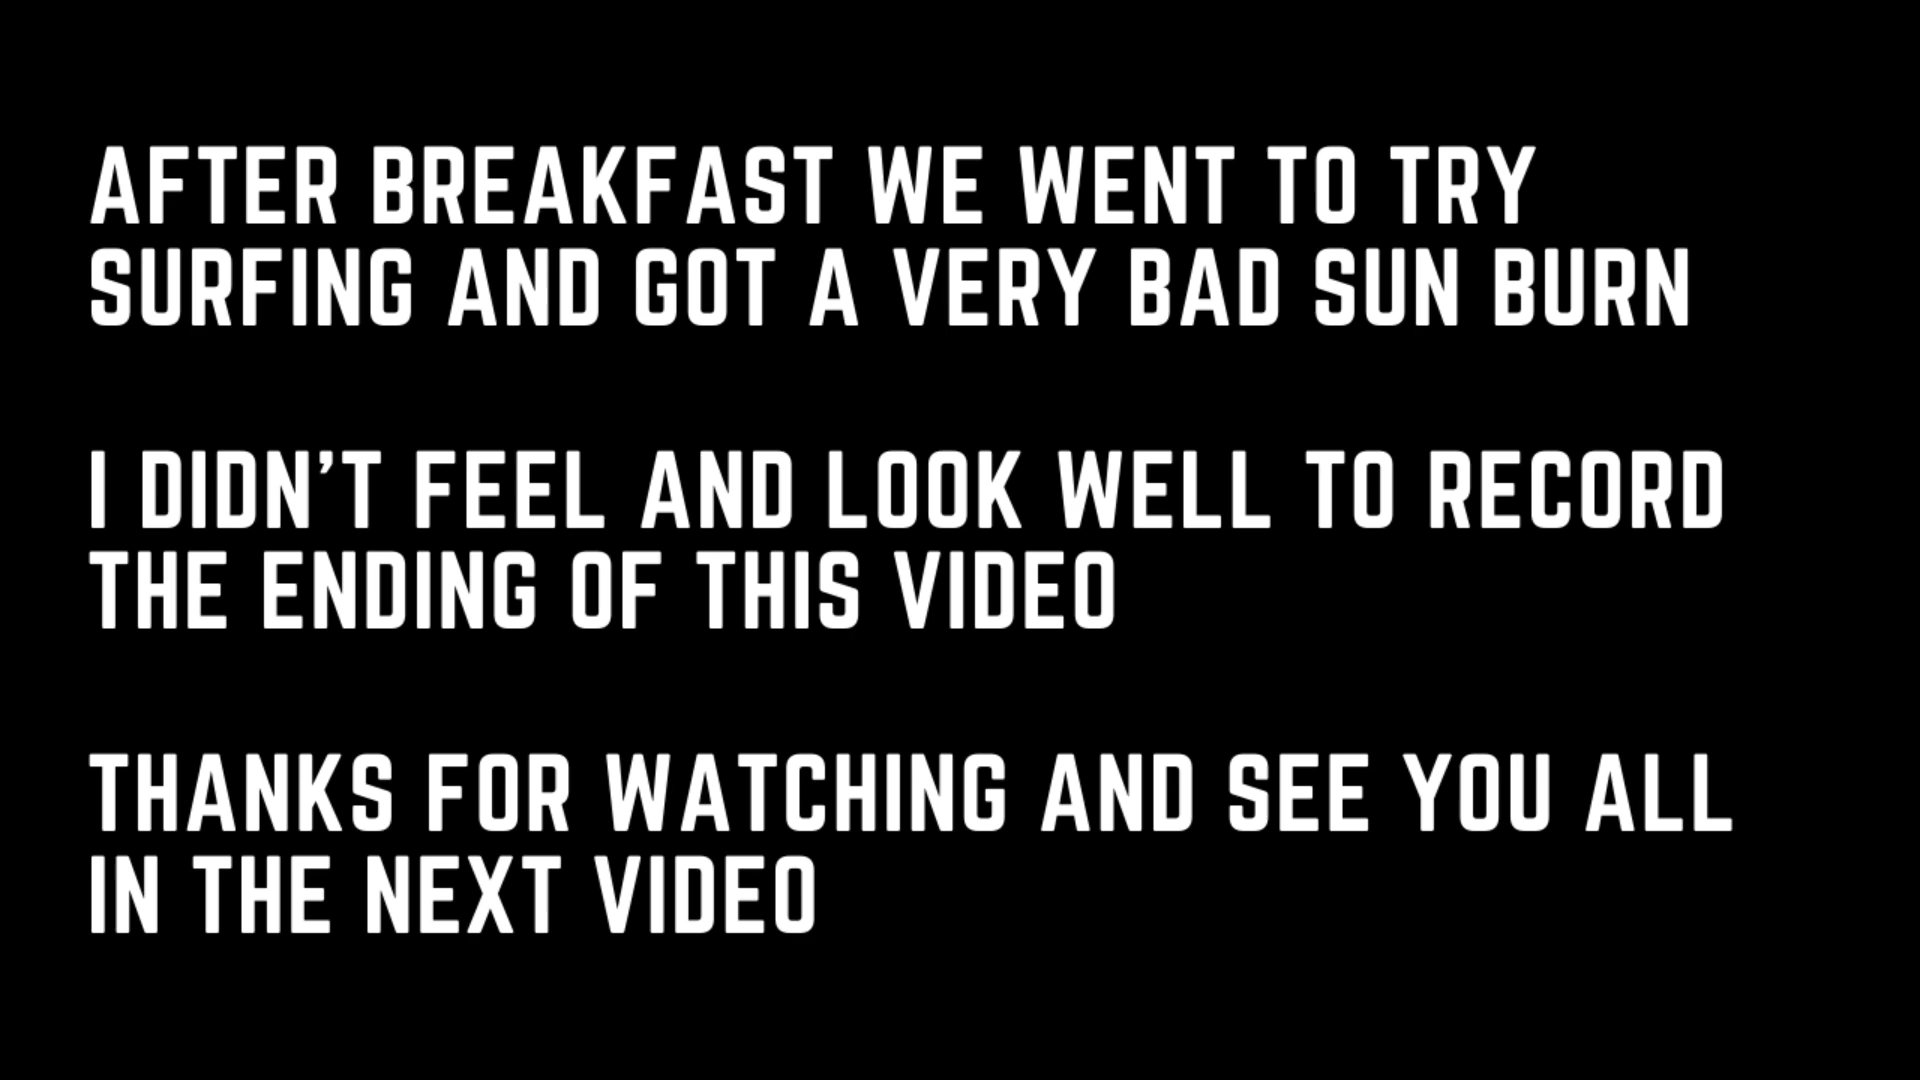 AFTER BREAKFAST WE WENT TO TRY
SURFING AND GOT A VERY BAD SUN BURN
I DIDN’T FEEL AND LOOK WELL TO RECORD
THE ENDING OF THIS VIDEO
THANKS FOR WATCHING AND SEE YOU ALL
IN THE NEXT VIDEO